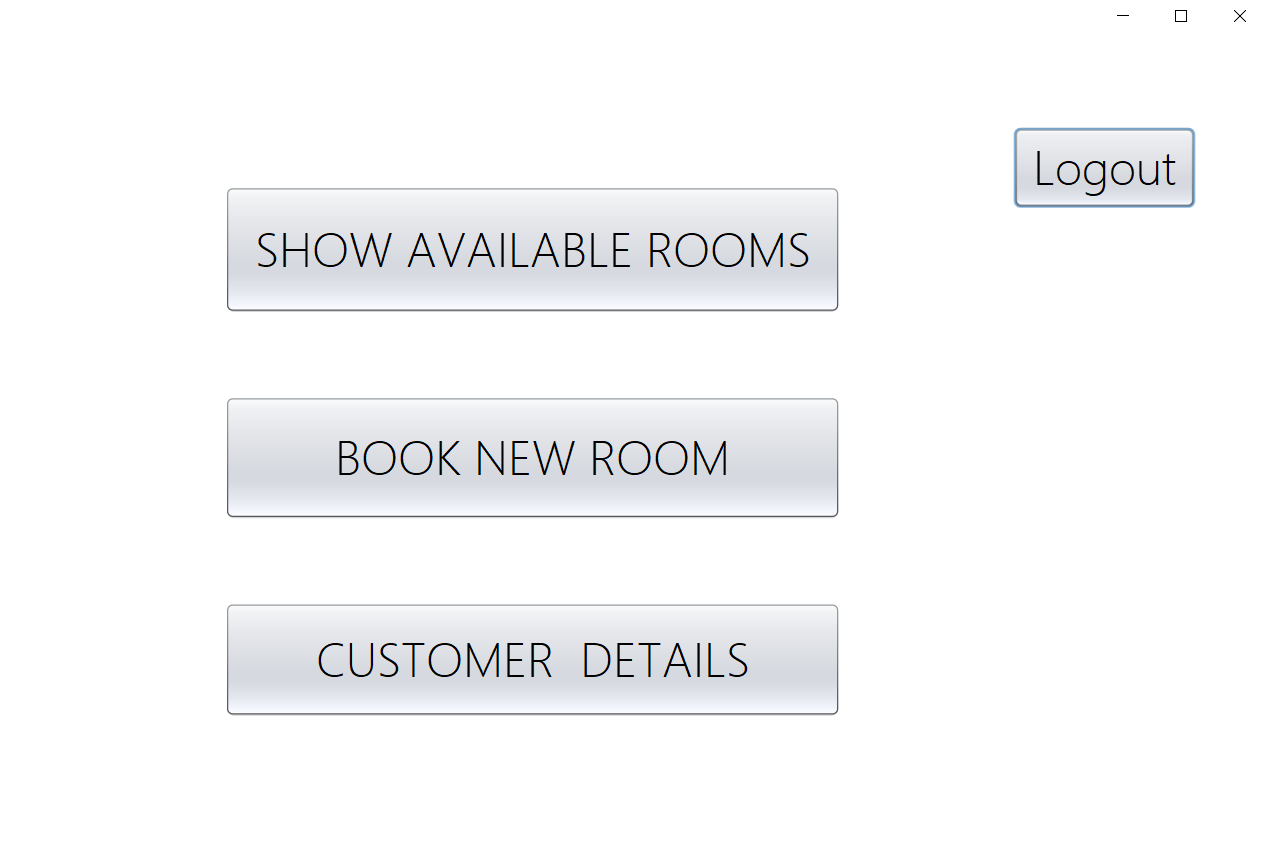 Logout
SHOW AVAILABLE ROOMS
BOOK NEW ROOM
CUSTOMER  DETAILS